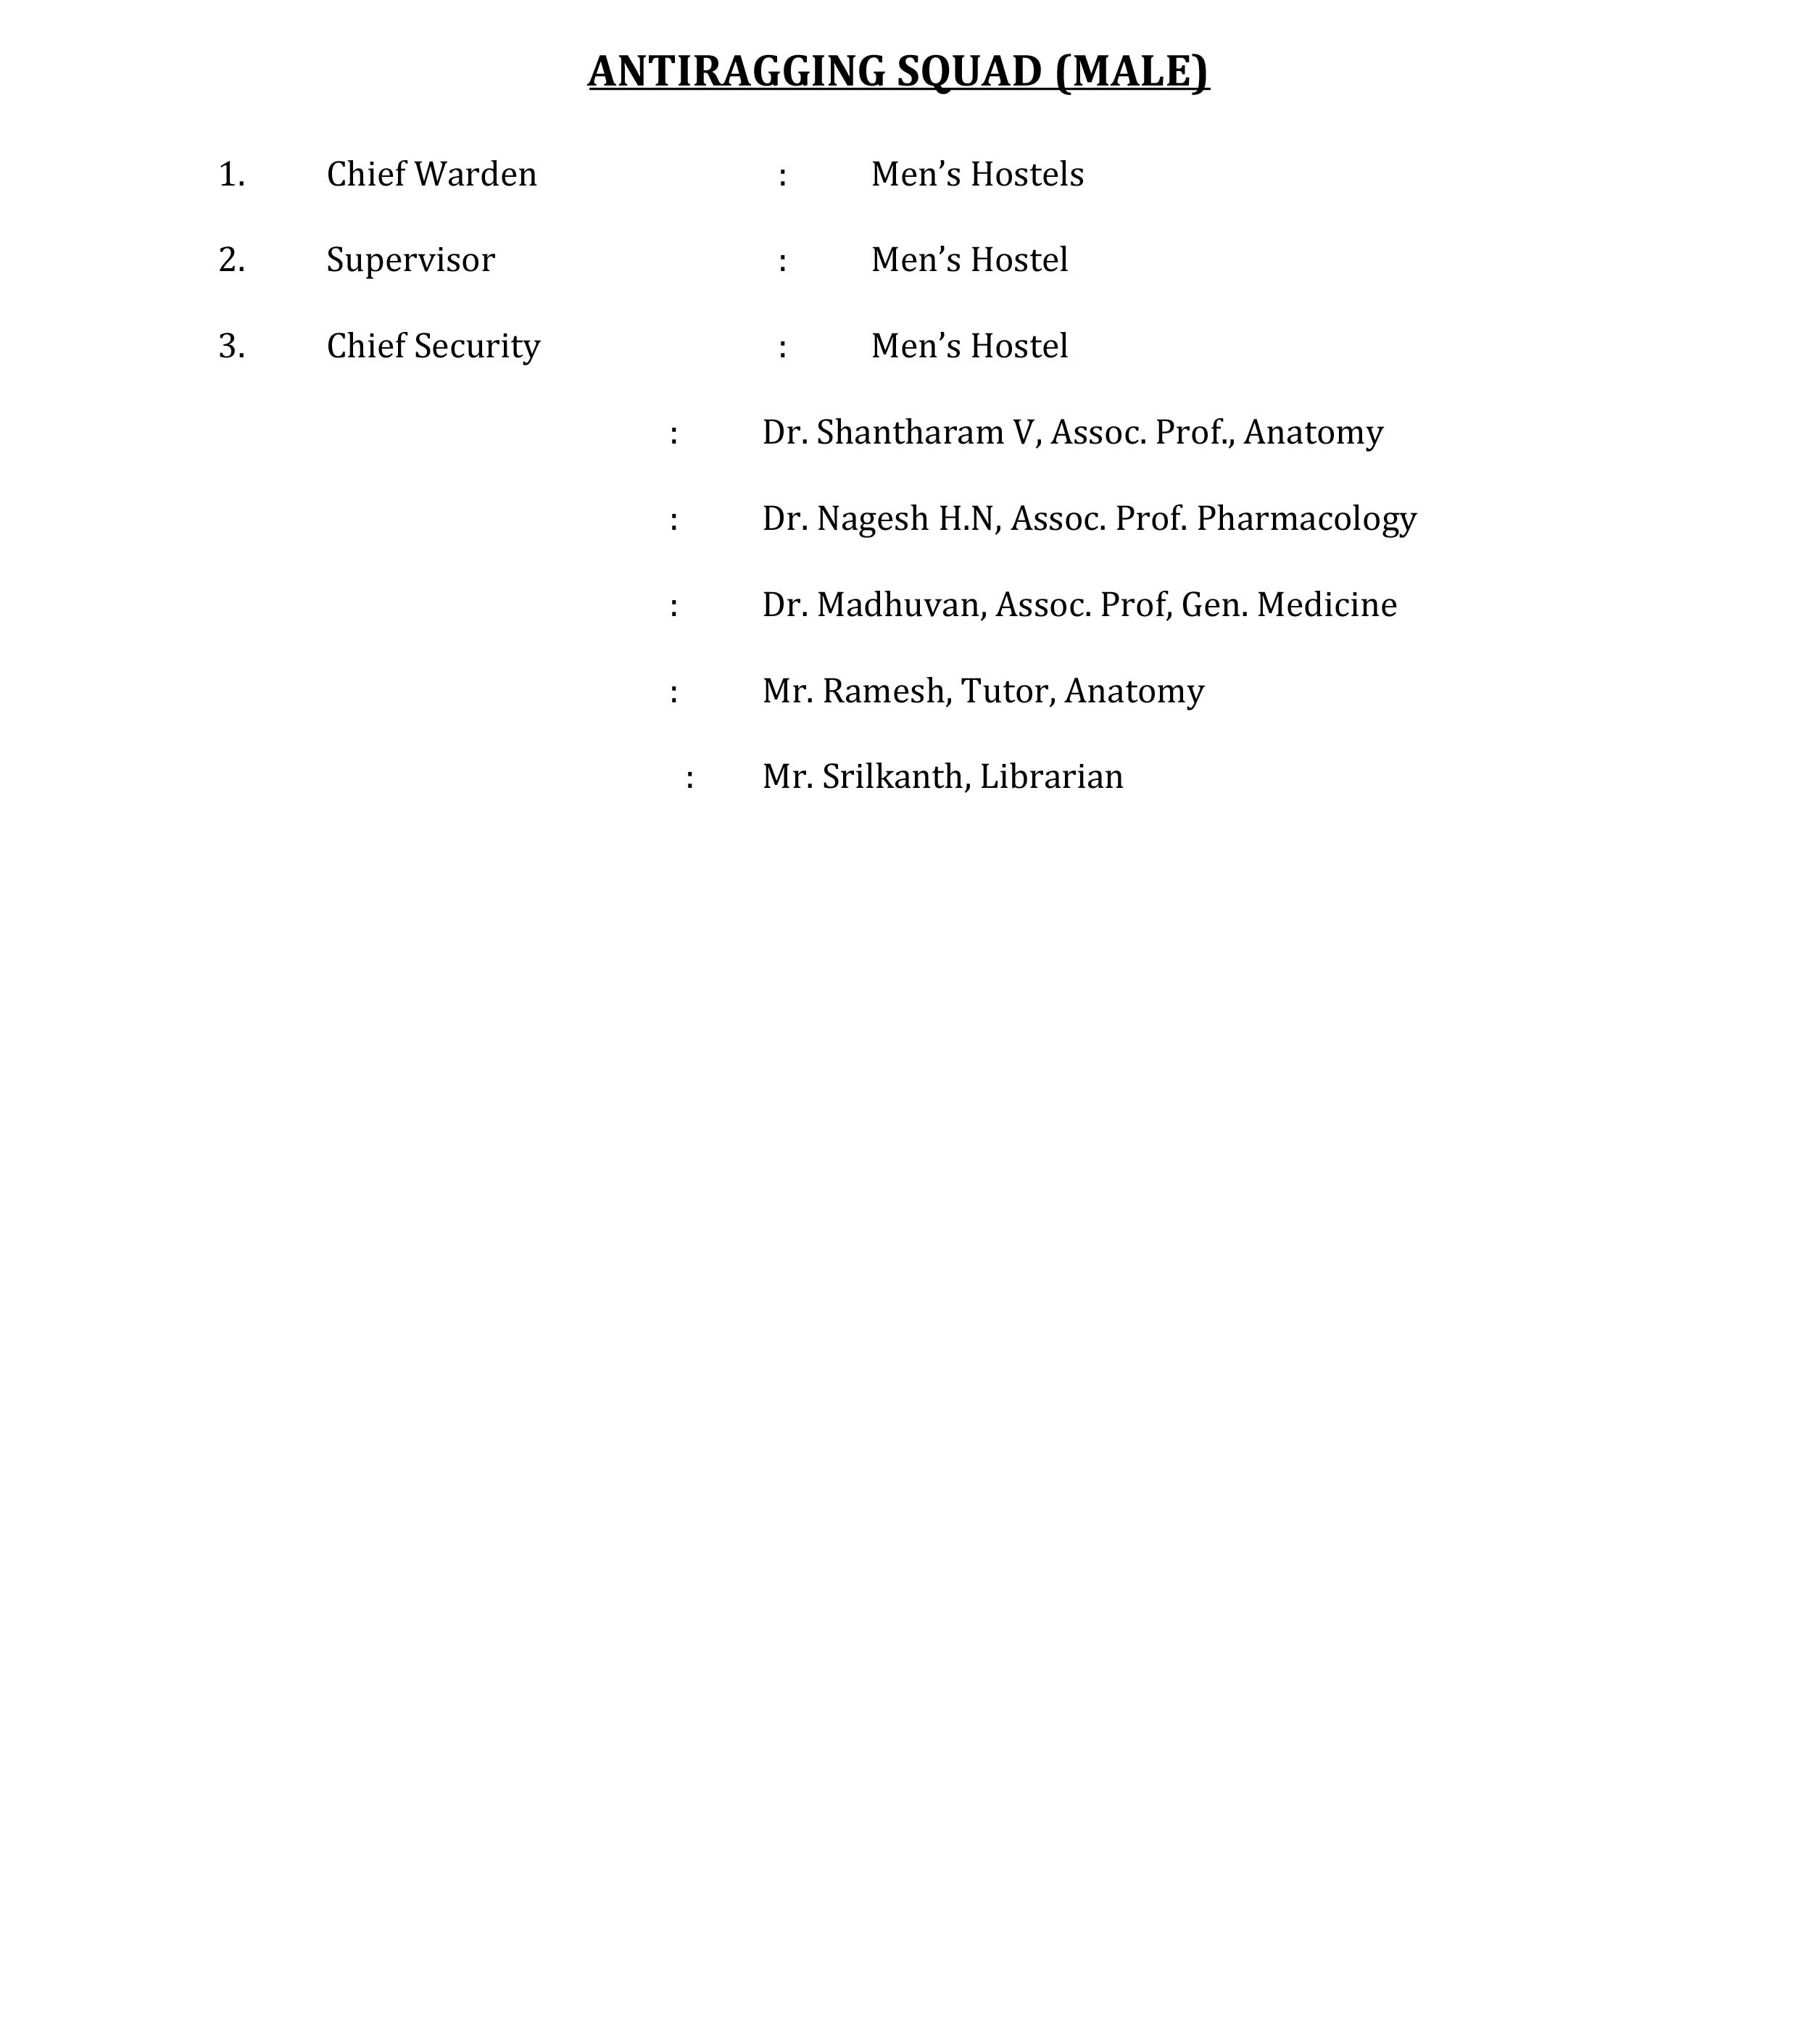 ANTIRAGGING SQUAD (MALE)
1. Chief Warden : Men’s Hostels
2. Supervisor : Men’s Hostel
3. Chief Security : Men’s Hostel
: Dr. Shantharam V, Assoc. Prof., Anatomy
: Dr. Nagesh H.N, Assoc. Prof. Pharmacology
: Dr. Madhuvan, Assoc. Prof, Gen. Medicine
: Mr. Ramesh, Tutor, Anatomy
: Mr. Srilkanth, Librarian